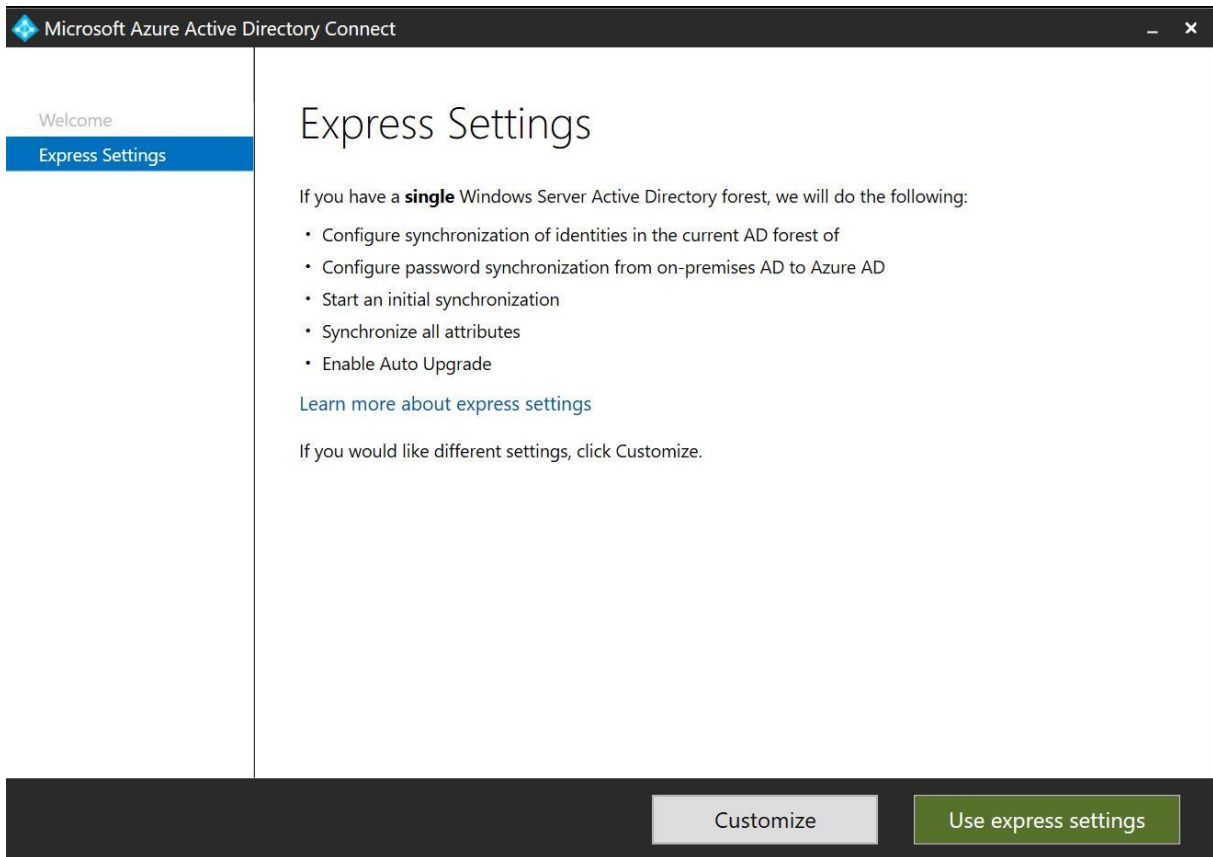 Microsoft Azure Active Directory Connect
Welcome
Express Settings
Express Settings
If you have a single Windows Server Active Directory forest, we will do the following:
• Configure synchronization of identities in the current AD forest of
• Configure password synchronization from on-premises AD to Azure AD
• Start an initial synchronization
• Synchronize all attributes
• Enable Auto Upgrade
Learn more about express settings
If you would like different settings, click Customize.
Customize
Use express settings